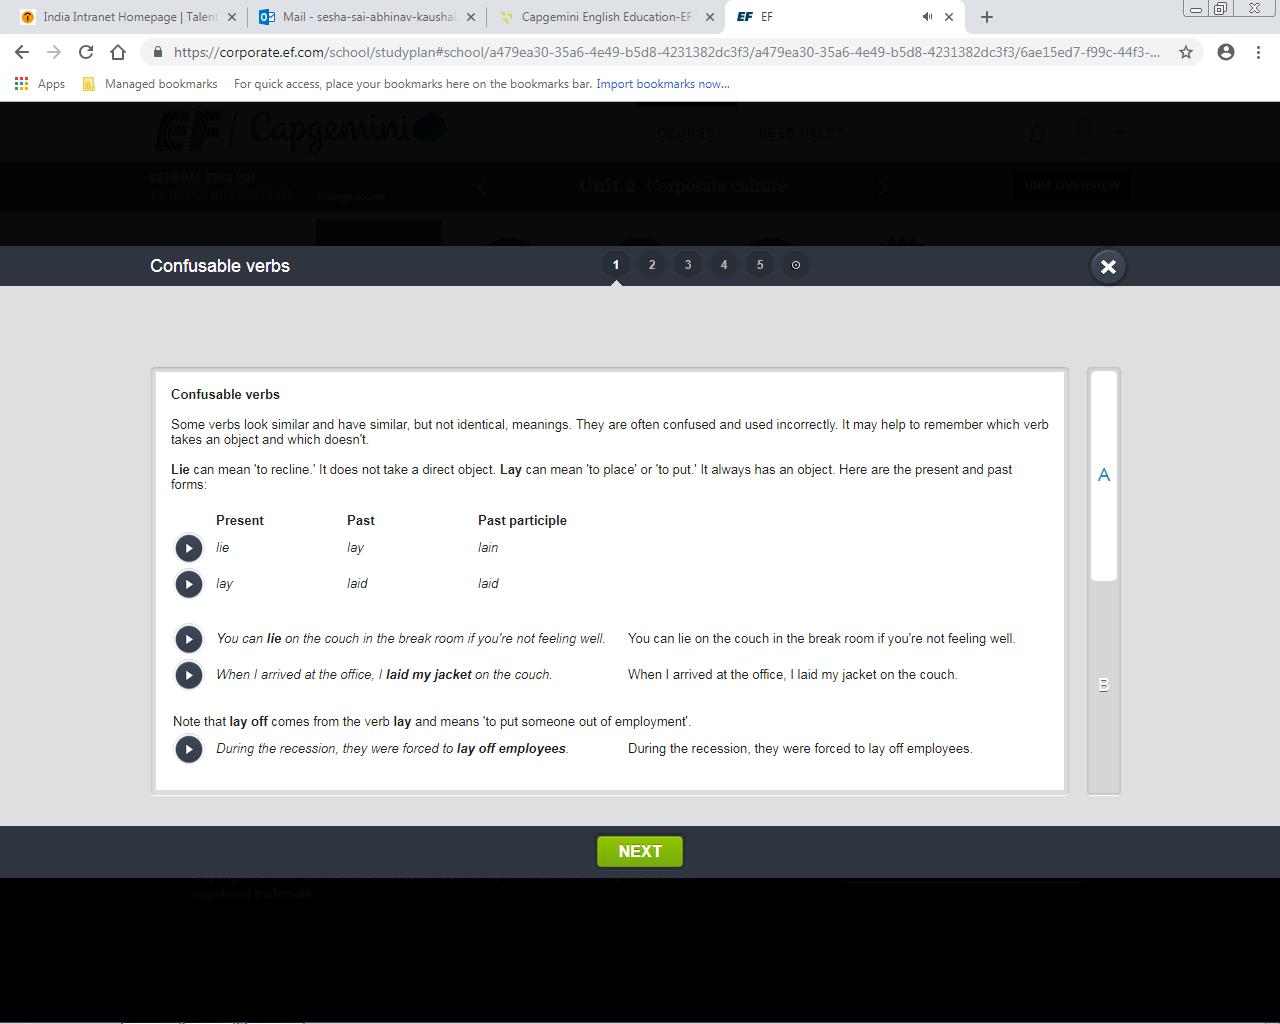 India Intranet Homepage | Talent
Mail - sesha-sai-abhinav-kaushal
Capgemini English Education-EF
EF EF
https://corporate.ef.com/school/studyplan#school/a479ea30-35a6-4e49-b5d8-4231382dc3f3/a479ea30-35a6-4e49-b5d8-4231382dc3f3/6ae15ed7-f99c-44f3-...
Apps Managed bookmarks For quick access, place your bookmarks here on the bookmarks bar. Import bookmarks now...
EF Capgemini COURSE NEED HELP?
GENERAL ENGLISH
Unit 2 Corporate culture
UNIT OVERVIEW
Change course
Confusable verbs 1 2 3 4 5
Confusable verbs
Some verbs look similar and have similar, but not identical, meanings. They are often confused and used incorrectly. It may help to remember which verb
takes an object and which doesn't.
Lie can mean 'to recline.' It does not take a direct object. Lay can mean 'to place' or 'to put.' It always has an object. Here are the present and past
forms:
Present Past Past participle
lie lay lain
lay laid laid
You can lie on the couch in the break room if you're not feeling well. You can lie on the couch in the break room if you're not feeling well.
When I arrived at the office, I laid my jacket on the couch. When I arrived at the office, I laid my jacket on the couch.
Note that lay off comes from the verb lay and means 'to put someone out of employment'.
During the recession, they were forced to lay off employees. During the recession, they were forced to lay off employees.
A
B
NEXT
registered trademark